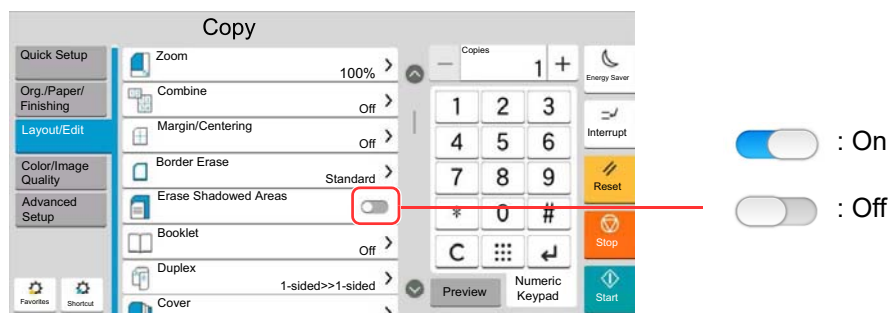 Copy
Quick Setup
Org./Paper/
Finishing
Layout/Edit
Color/Image
Quality
Advanced
Setup
Favorites
Shortcut
Zoom
100%
Combine
Off
Margin/Centering
Off
Border Erase
Standard
Erase Shadowed Areas
Booklet
Off
Duplex
1-sided>>1-sided
Cover
Copies
1
1 2 3
4 5 6
7 8 9
* 0 #
C
Preview
Numeric
Keypad
Energy Saver
Interrupt
Reset
Stop
Start
: On
: Off